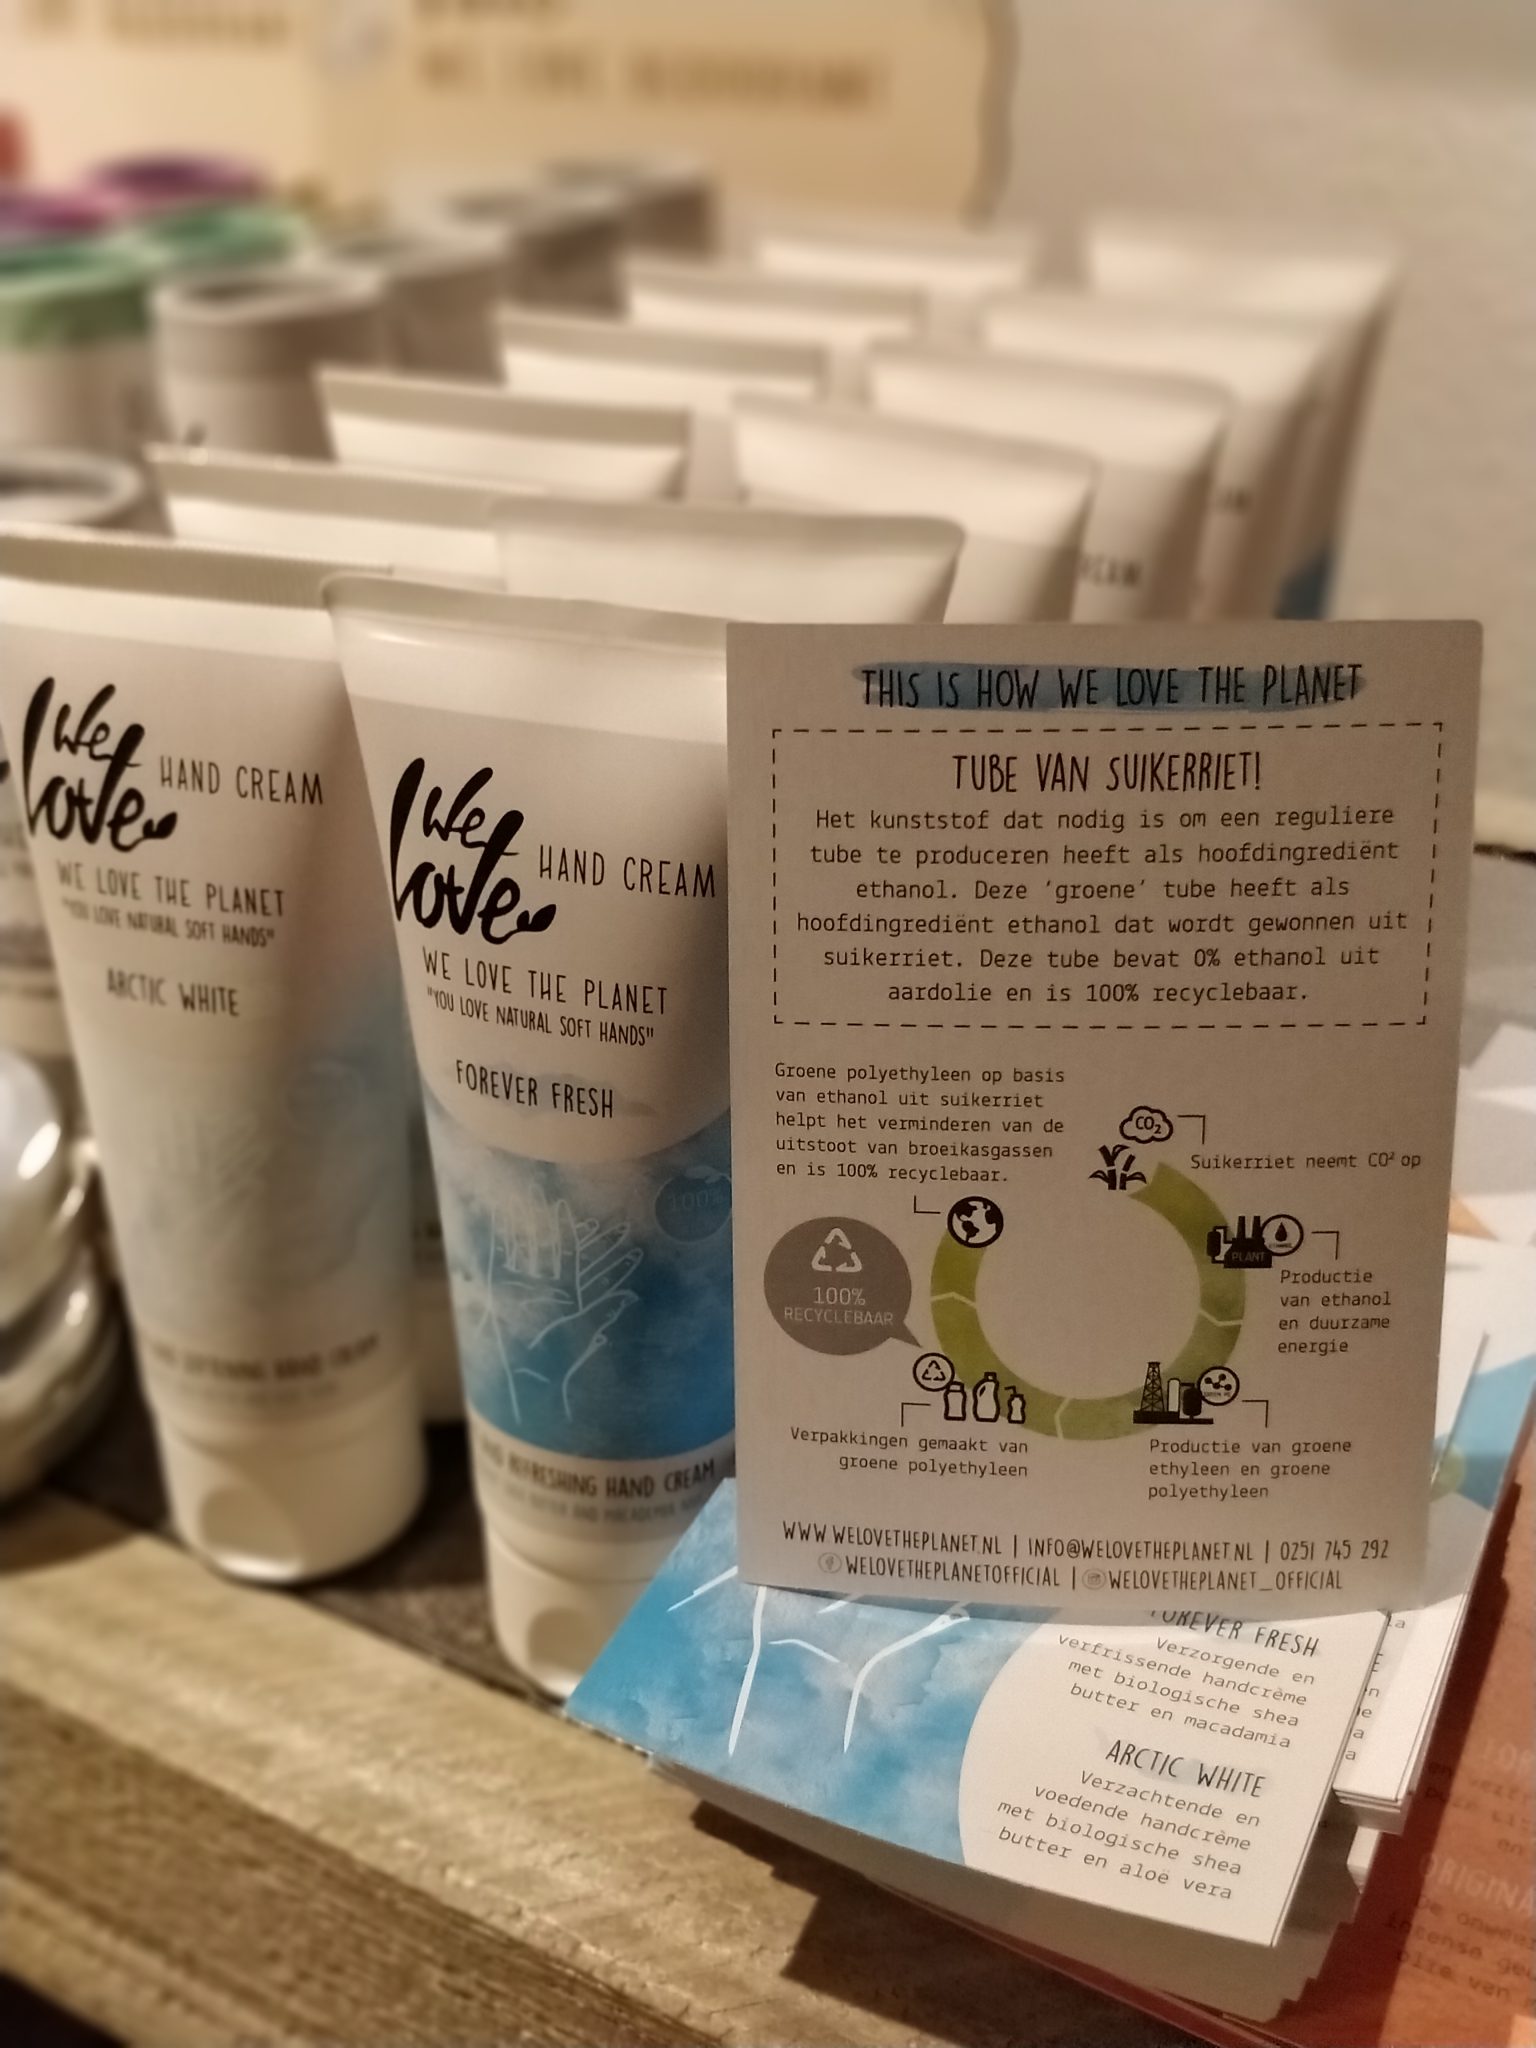 We
love
HAND CREAM
WE LOVE THE PLANET
"YOU LOVE NATURAL SOFT HANDS"
ARCTIC WHITE
HAND CREAM
We
love
HAND CREAM
WE LOVE THE PLANET
"YOU LOVE NATURAL SOFT HANDS"
FOREVER FRESH
100%
REFRESHING HAND CREAM
THIS IS HOW WE LOVE THE PLANET
TUBE VAN SUIKERRIET!
Het kunststof dat nodig is om een reguliere
tube te produceren heeft als hoofdingrediënt
ethanol. Deze ‘groene’ tube heeft als
hoofdingrediënt ethanol dat wordt gewonnen uit
suikerriet. Deze tube bevat 0% ethanol uit
aardolie en is 100% recyclebaar.
Groene polyethyleen op basis
van ethanol uit suikerriet
helpt het verminderen van de
uitstoot van broeikasgassen
en is 100% recyclebaar.
CO2
Suikerriet neemt CO² op
PLANT
Productie
van ethanol
en duurzame
energie
100%
RECYCLEBAAR
Verpakkingen gemaakt van
groene polyethyleen
Productie van groene
ethyleen en groene
polyethyleen
WWW.WELOVETHEPLANET.NL | INFO@WELOVETHEPLANET.NL | 0251 745 292
WELOVETHEPLANETOFFICIAL | WELOVETHEPLANET_OFFICIAL
FOREVER FRESH
Verzorgende en
verfrissende handcrème
met biologische shea
butter en macadamia
ARCTIC WHITE
Verzachtende en
voedende handcrème
met biologische shea
butter en aloë vera